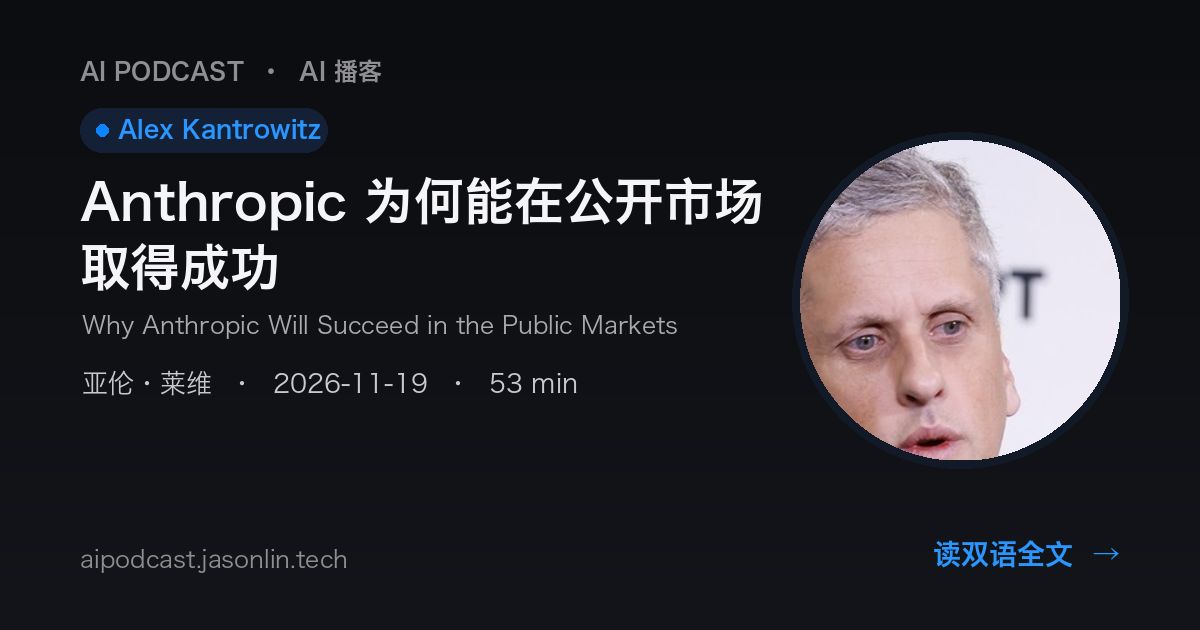 AI PODCAST · AI 播客
Alex Kantrowitz
Anthropic 为何能在公开市场
取得成功
Why Anthropic Will Succeed in the Public Markets
亚伦·莱维 · 2026-11-19 · 53 min
PT
aipodcast.jasonlin.tech
读双语全文 →